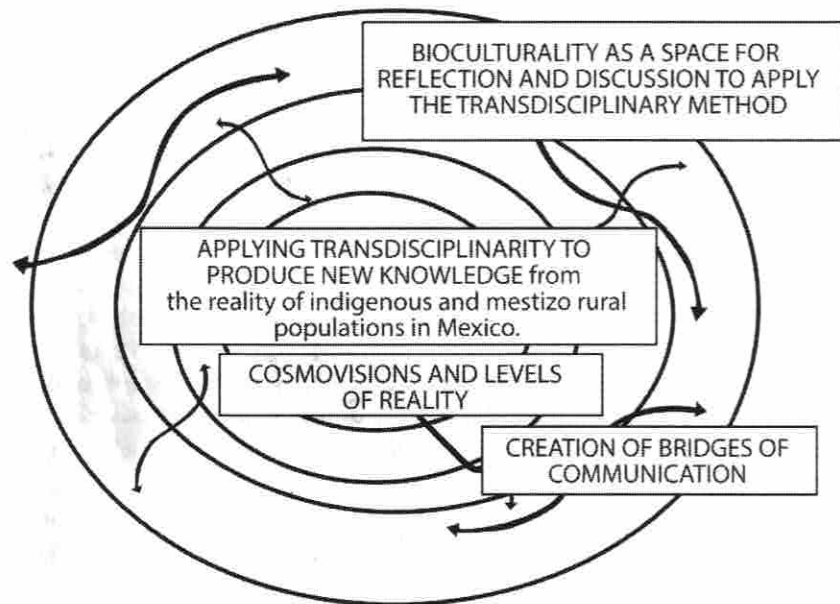 BIOCULTURALITY AS A SPACE FOR
REFLECTION AND DISCUSSION TO APPLY
THE TRANSDISCIPLINARY METHOD
APPLYING TRANSDISCIPLINARITY TO
PRODUCE NEW KNOWLEDGE from
the reality of indigenous and mestizo rural
populations in Mexico.
COSMOVISIONS AND LEVELS
OF REALITY
CREATION OF BRIDGES OF
COMMUNICATION